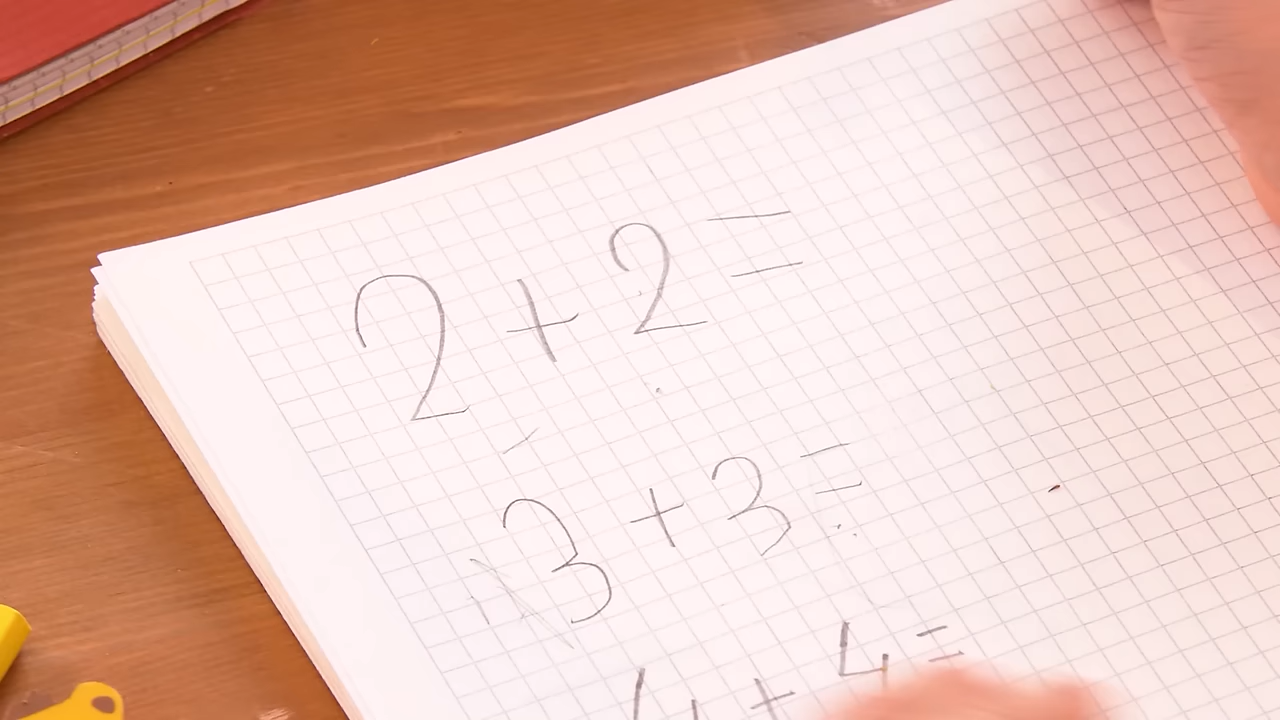 2+2=
3+3=
4+4=